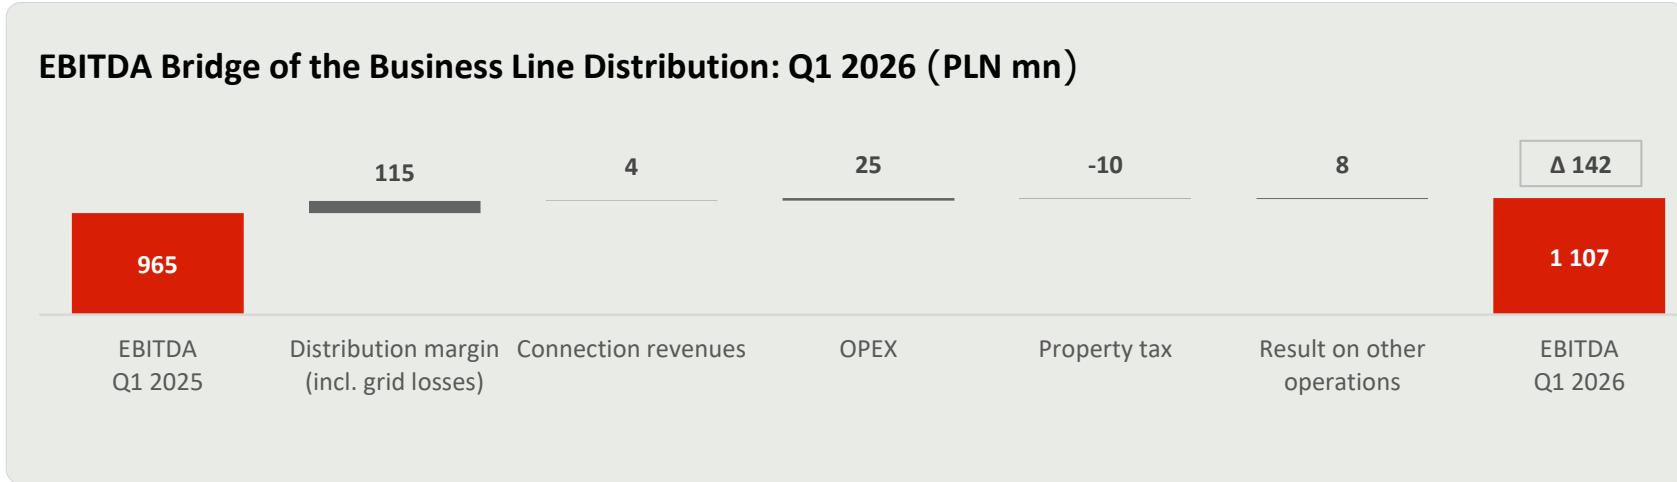 EBITDA Bridge of the Business Line Distribution: Q1 2026 (PLN mn)
115
4
25
-10
8
Δ 142
965
1 107
EBITDA
Q1 2025
Distribution margin
(incl. grid losses)
Connection revenues
OPEX
Property tax
Result on other
operations
EBITDA
Q1 2026